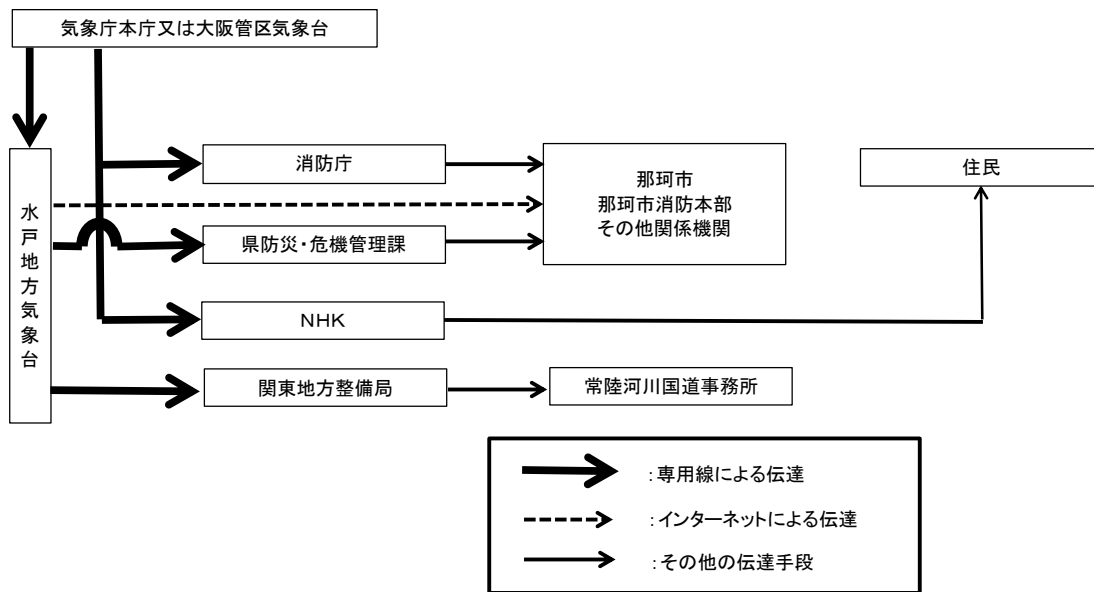 気象庁本庁又は大阪管区気象台
水戸地方気象台
消防庁
那珂市
那珂市消防本部
その他関係機関
住民
県防災・危機管理課
NHK
関東地方整備局
常陸河川国道事務所
:専用線による伝達
:インターネットによる伝達
:その他の伝達手段